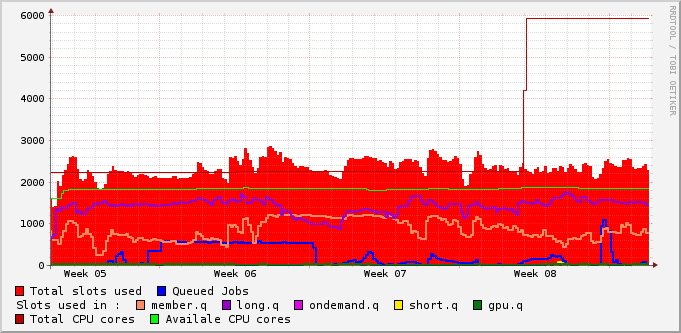 RRDTOOL / TOBI OETIKER
6000
5000
4000
3000
2000
1000
0
Week 05 Week 06 Week 07 Week 08
Total slots used Queued Jobs
Slots used in : member.q long.q ondemand.q short.q gpu.q
Total CPU cores Availale CPU cores